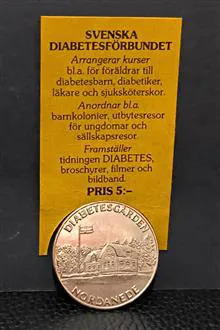 SVENSKA
DIABETESFÖRBUNDET
Arrangerar kurser
bl.a. för föräldrar till
diabetesbarn, diabetiker,
läkare och sjuksköterskor.
Anordnar bl.a.
barnkolonier, utbytesresor
för ungdomar och
sällskapsresor.
Framställer
tidningen DIABETES,
broschyrer, filmer och
bildband.
PRIS 5:–
DIABETESGÅRDEN
NORDANEDE